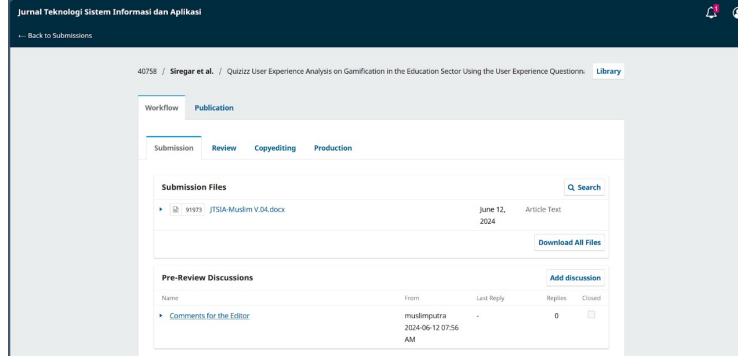 Jurnal Teknologi Sistem Informasi dan Aplikasi
1
← Back to Submissions
40758 / Siregar et al. / Quizizz User Experience Analysis on Gamification in the Education Sector Using the User Experience Questionn
Library
Workflow Publication
Submission Review Copyediting Production
Submission Files
Search
91973 JTSIA-Muslim V.04.docx
June 12,
2024
Article Text
Download All Files
Pre-Review Discussions
Add discussion
Name From Last Reply Replies Closed
Comments for the Editor
muslimputra
2024-06-12 07:56
AM
-
0